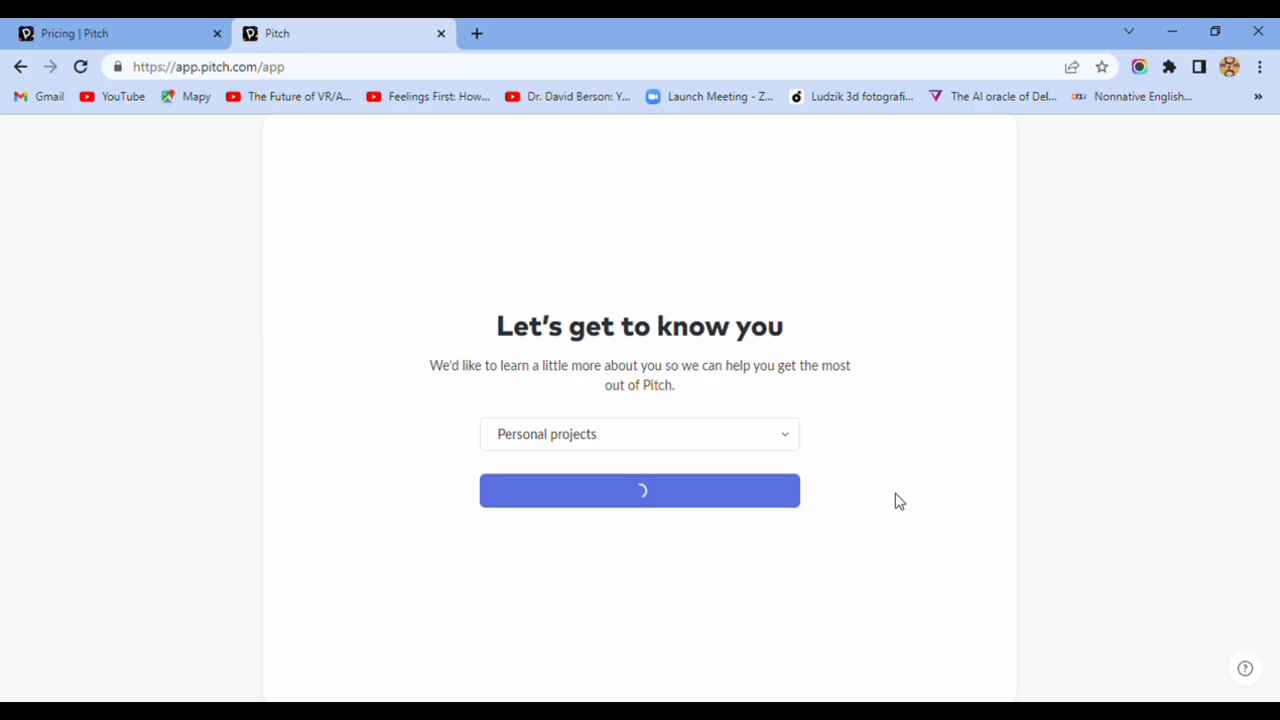 Pricing | Pitch
Pitch
https://app.pitch.com/app
Gmail
YouTube
Mapy
The Future of VR/A...
Feelings First: How...
Dr. David Berson: Y...
Launch Meeting - Z...
Ludzik 3d fotografi...
The AI oracle of Del...
Nonnative English...
Let's get to know you
We'd like to learn a little more about you so we can help you get the most
out of Pitch.
Personal projects